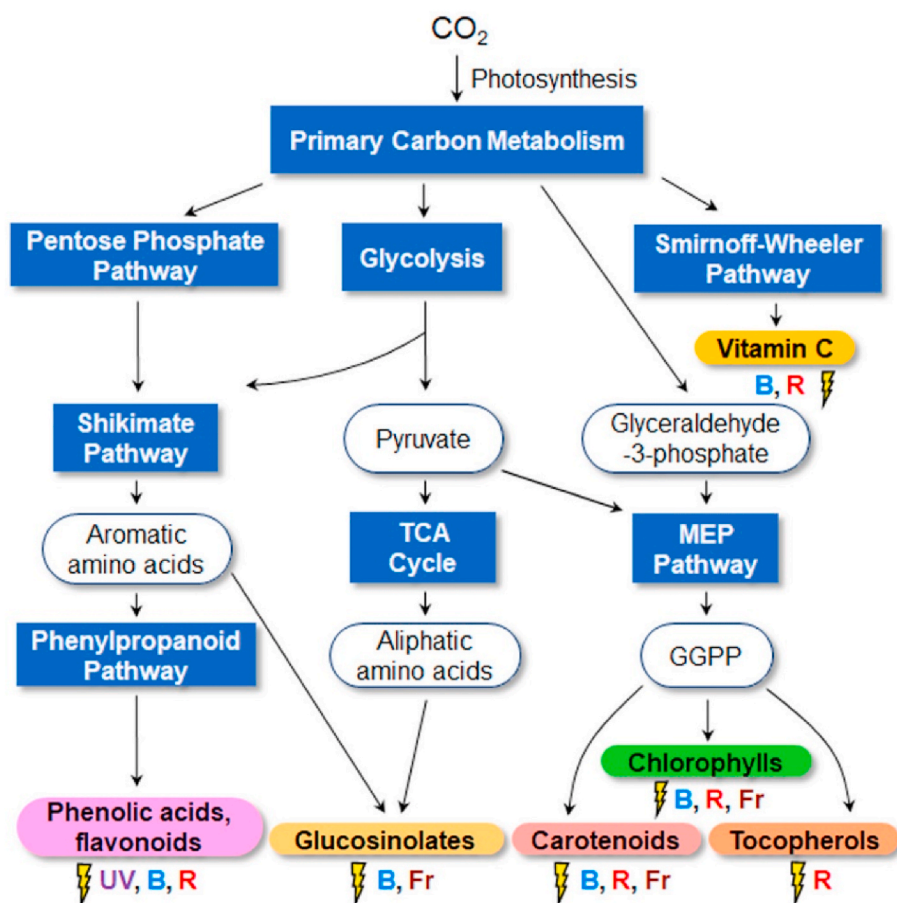 CO₂
Photosynthesis
Primary Carbon Metabolism
Pentose Phosphate
Pathway
Glycolysis
Smirnoff-Wheeler
Pathway
Vitamin C
B, R
Shikimate
Pathway
Pyruvate
Glyceraldehyde
-3-phosphate
Aromatic
amino acids
TCA
Cycle
MEP
Pathway
Phenylpropanoid
Pathway
Aliphatic
amino acids
GGPP
Chlorophylls
B, R, Fr
Phenolic acids,
flavonoids
UV, B, R
Glucosinolates
B, Fr
Carotenoids
B, R, Fr
Tocopherols
R